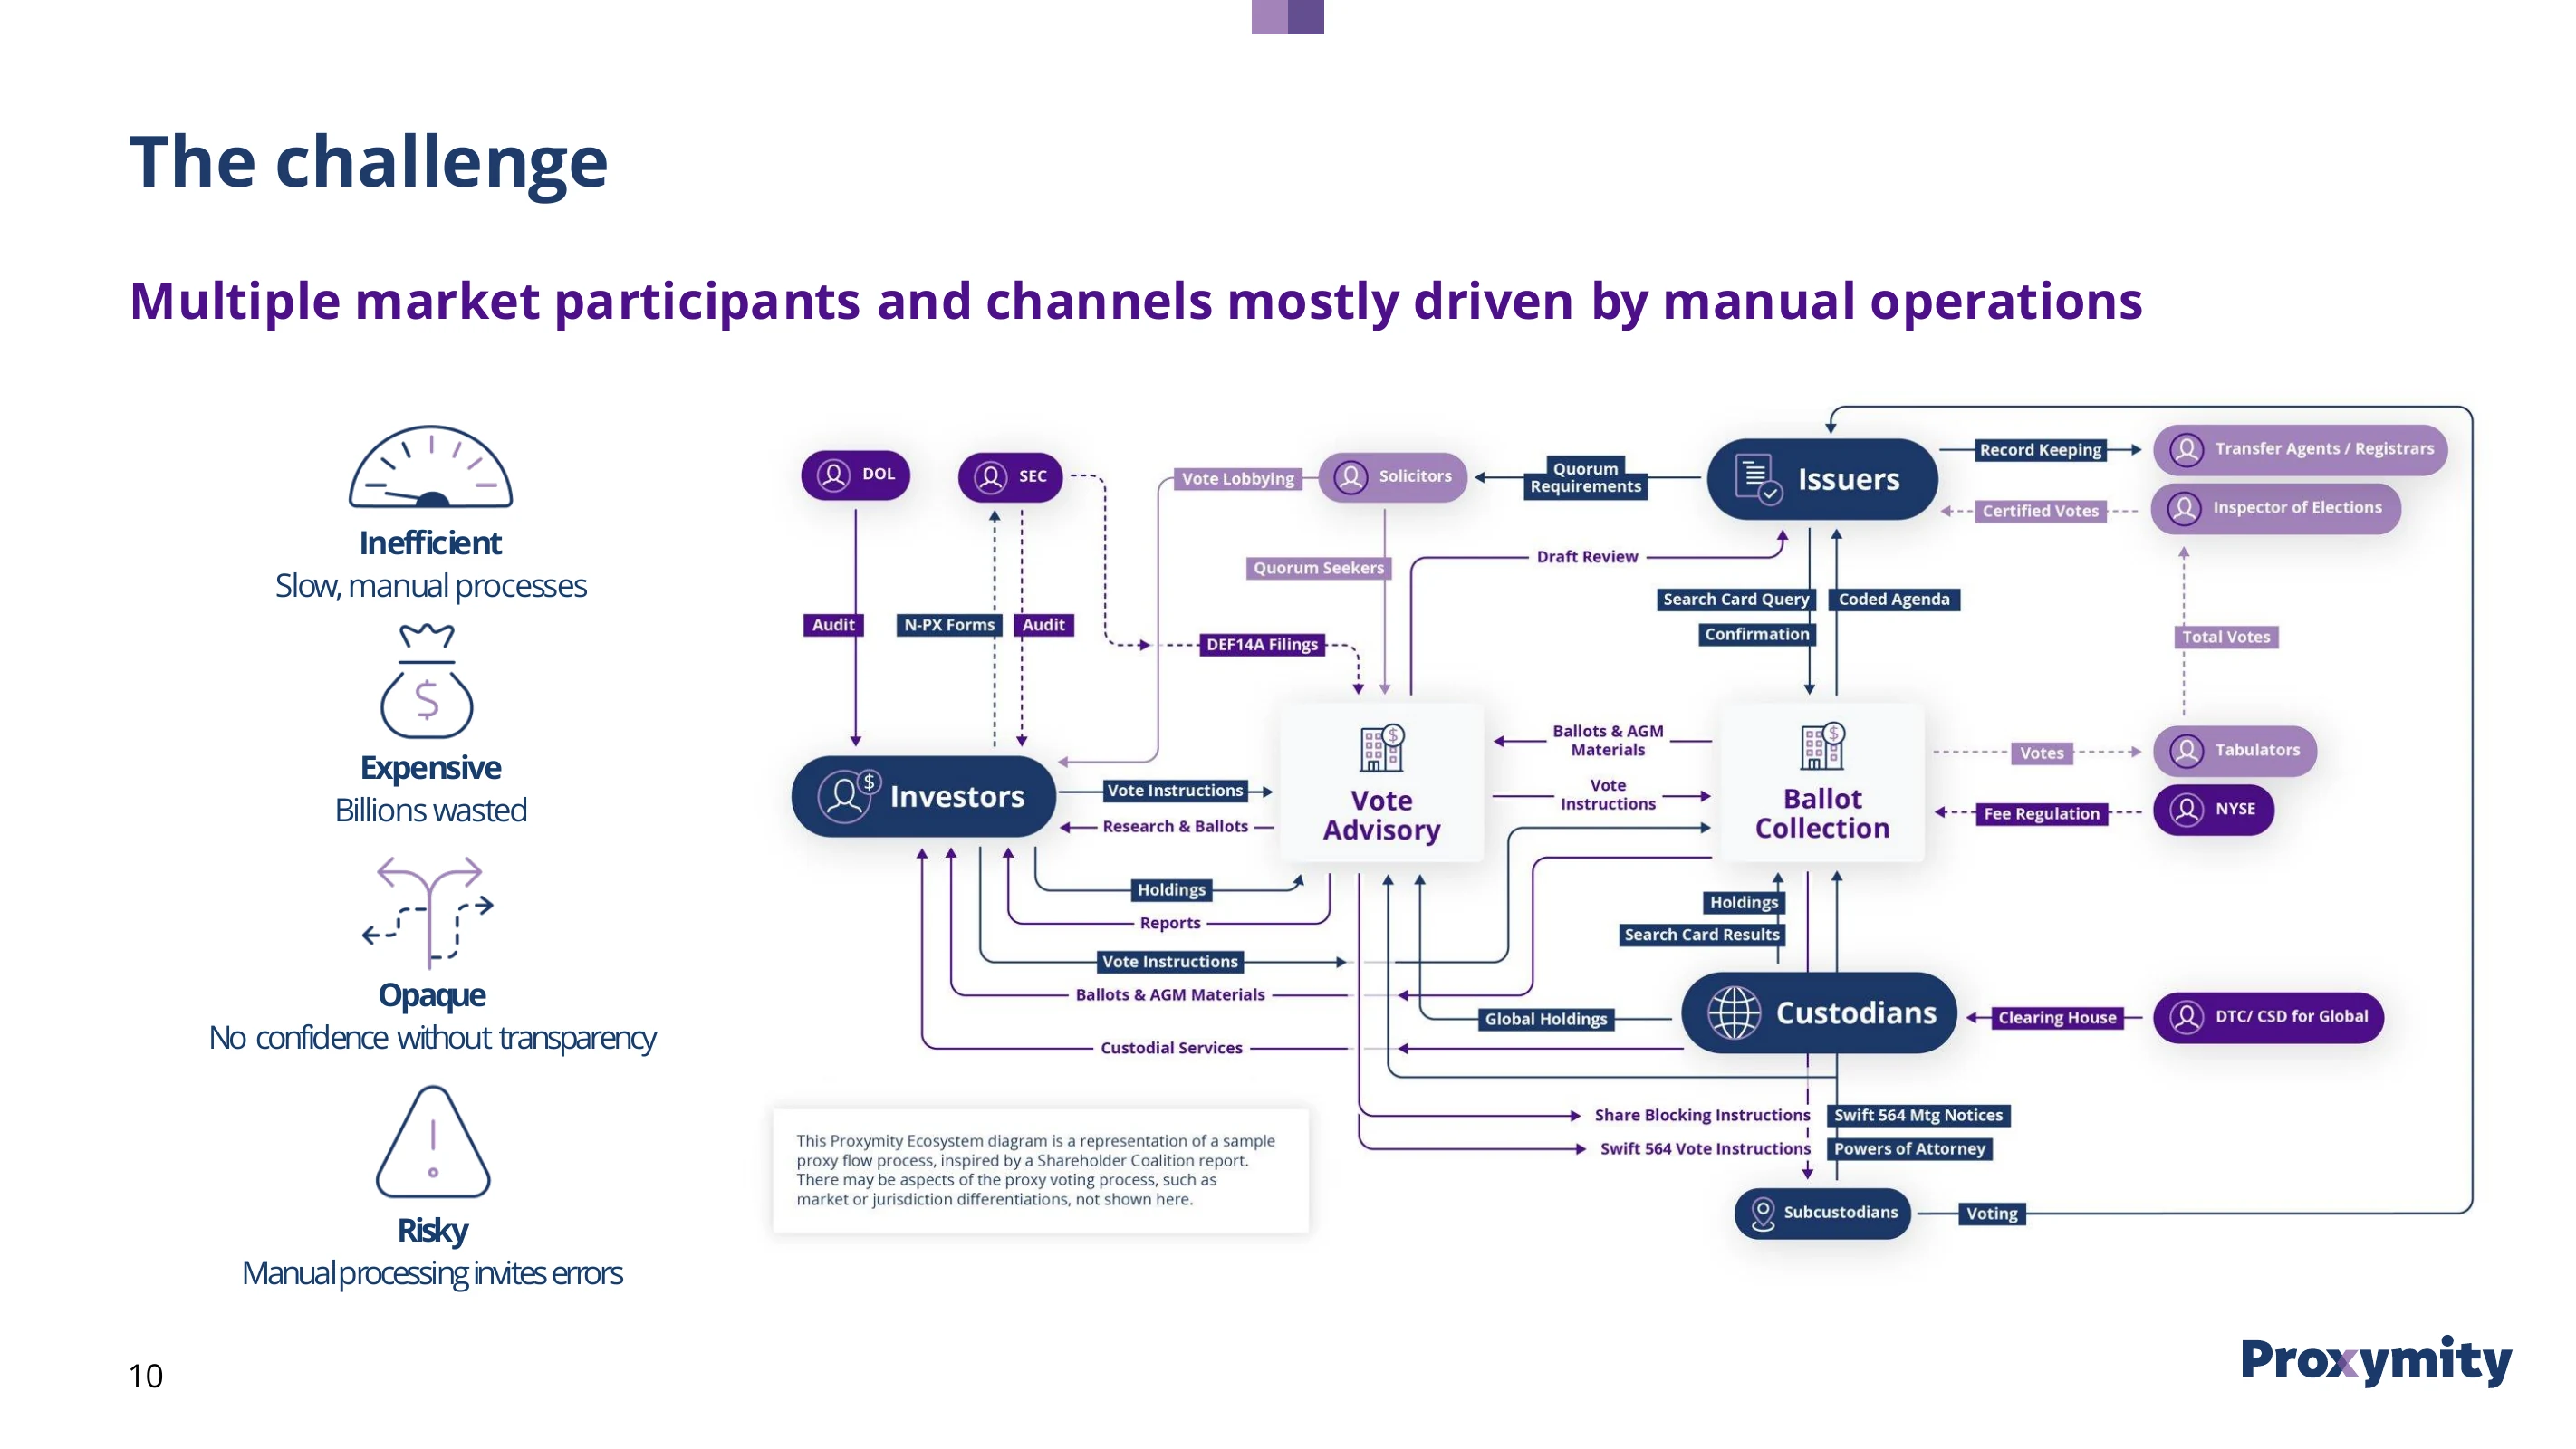 The challenge
Multiple market participants and channels mostly driven by manual operations
Inefficient
Slow, manual processes
Expensive
Billions wasted
Opaque
No confidence without transparency
Risky
Manual processing invites errors
DOL
SEC
Vote Lobbying
Solicitors
Quorum
Requirements
Issuers
Record Keeping
Transfer Agents / Registrars
Certified Votes
Inspector of Elections
Draft Review
Quorum Seekers
Search Card Query
Coded Agenda
Audit
N-PX Forms
Audit
Confirmation
DEF14A Filings
Total Votes
Ballots & AGM
Materials
Votes
Tabulators
Investors
Vote Instructions
Research & Ballots
Vote
Advisory
Vote
Instructions
Ballot
Collection
Fee Regulation
NYSE
Holdings
Reports
Holdings
Search Card Results
Vote Instructions
Ballots & AGM Materials
Global Holdings
Custodians
Clearing House
DTC/ CSD for Global
Custodial Services
Share Blocking Instructions
Swift 564 Mtg Notices
Swift 564 Vote Instructions
Powers of Attorney
Subcustodians
Voting
This Proxymity Ecosystem diagram is a representation of a sample
proxy flow process, inspired by a Shareholder Coalition report.
There may be aspects of the proxy voting process, such as
market or jurisdiction differentiations, not shown here.
10
Proxymity